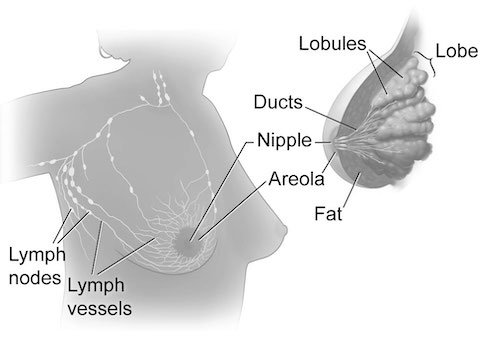 Lobules
Lobe
Ducts
Nipple
Areola
Fat
Lymph
nodes
Lymph
vessels